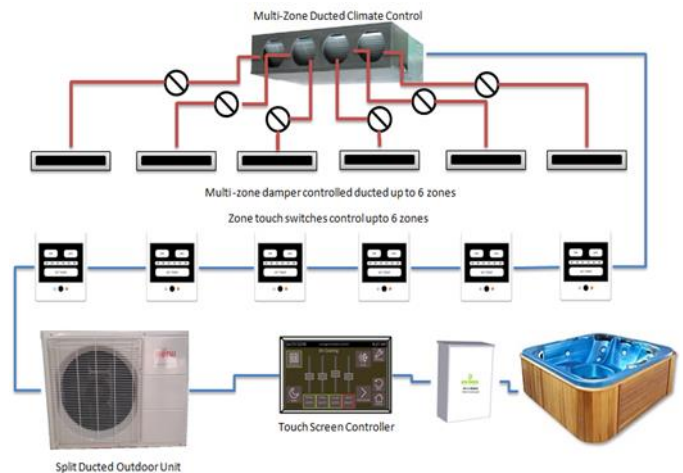 Multi-Zone Ducted Climate Control
Multi -zone damper controlled ducted up to 6 zones
Zone touch switches control upto 6 zones
Touch Screen Controller
Split Ducted Outdoor Unit